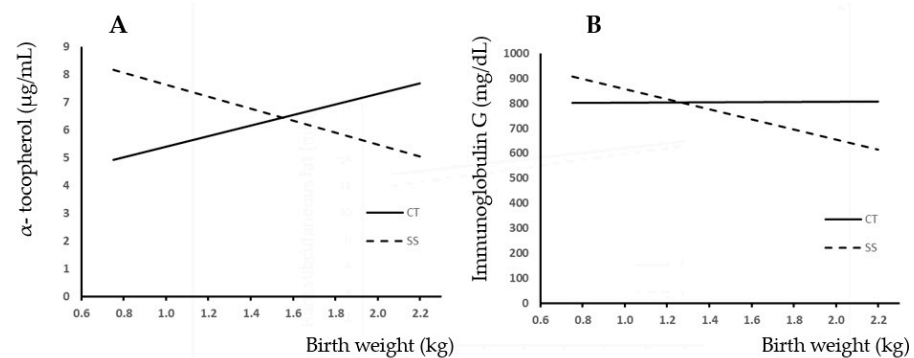 A
α- tocopherol (µg/mL)
9
8
7
6
5
4
3
2
1
0
0.6 0.8 1.0 1.2 1.4 1.6 1.8 2.0 2.2
Birth weight (kg)
CT
SS
B
Immunoglobulin G (mg/dL)
1000
900
800
700
600
500
400
300
200
100
0
0.6 0.8 1.0 1.2 1.4 1.6 1.8 2.0 2.2
Birth weight (kg)
CT
SS